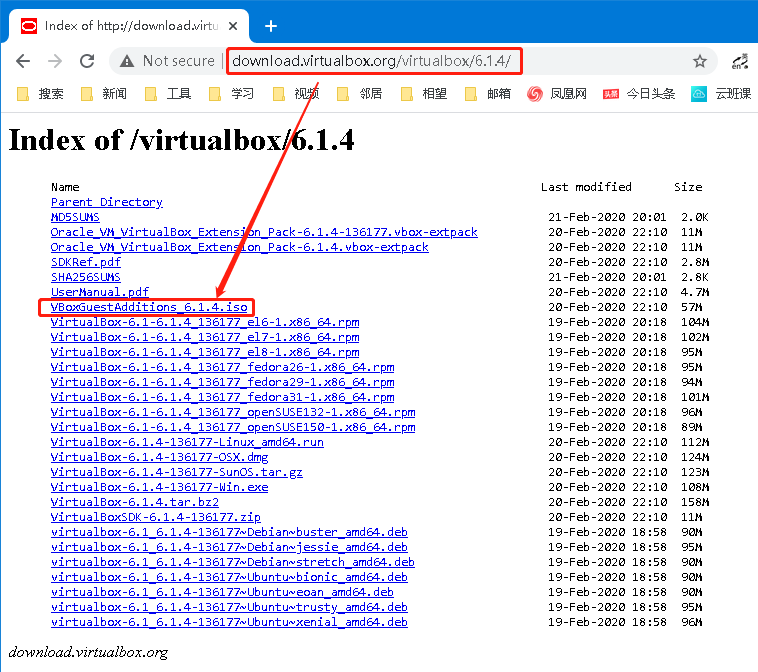 Index of http://download.virtu
Not secure download.virtualbox.org/virtualbox/6.1.4/
搜索 新闻 工具 学习 视频 邻居 相望 邮箱 凤凰网 头条 今日头条 云班课
Index of /virtualbox/6.1.4
Name Last modified Size
Parent Directory
MD5SUMS 21-Feb-2020 20:01 2.0K
Oracle_VM_VirtualBox_Extension_Pack-6.1.4-136177.vbox-extpack 20-Feb-2020 22:10 11M
Oracle_VM_VirtualBox_Extension_Pack-6.1.4.vbox-extpack 20-Feb-2020 22:10 11M
SDKRef.pdf 20-Feb-2020 22:10 2.8M
SHA256SUMS 21-Feb-2020 20:01 2.8K
UserManual.pdf 20-Feb-2020 22:10 4.7M
VBoxGuestAdditions_6.1.4.iso 20-Feb-2020 22:10 57M
VirtualBox-6.1-6.1.4_136177_el6-1.x86_64.rpm 19-Feb-2020 20:18 104M
VirtualBox-6.1-6.1.4_136177_el7-1.x86_64.rpm 19-Feb-2020 20:18 102M
VirtualBox-6.1-6.1.4_136177_el8-1.x86_64.rpm 19-Feb-2020 20:18 95M
VirtualBox-6.1-6.1.4_136177_fedora26-1.x86_64.rpm 19-Feb-2020 20:18 95M
VirtualBox-6.1-6.1.4_136177_fedora29-1.x86_64.rpm 19-Feb-2020 20:18 94M
VirtualBox-6.1-6.1.4_136177_fedora31-1.x86_64.rpm 19-Feb-2020 20:18 101M
VirtualBox-6.1-6.1.4_136177_openSUSE132-1.x86_64.rpm 19-Feb-2020 20:18 96M
VirtualBox-6.1-6.1.4_136177_openSUSE150-1.x86_64.rpm 19-Feb-2020 20:18 89M
VirtualBox-6.1.4-136177-Linux_amd64.run 20-Feb-2020 22:10 112M
VirtualBox-6.1.4-136177-OSX.dmg 20-Feb-2020 22:10 124M
VirtualBox-6.1.4-136177-SunOS.tar.gz 20-Feb-2020 22:10 123M
VirtualBox-6.1.4-136177-Win.exe 20-Feb-2020 22:10 108M
VirtualBox-6.1.4.tar.bz2 20-Feb-2020 22:10 158M
VirtualBoxSDK-6.1.4-136177.zip 20-Feb-2020 22:10 11M
virtualbox-6.1_6.1.4-136177~Debian~buster_amd64.deb 19-Feb-2020 18:58 90M
virtualbox-6.1_6.1.4-136177~Debian~jessie_amd64.deb 19-Feb-2020 18:58 95M
virtualbox-6.1_6.1.4-136177~Debian~stretch_amd64.deb 19-Feb-2020 18:58 90M
virtualbox-6.1_6.1.4-136177~Ubuntu~bionic_amd64.deb 19-Feb-2020 18:58 90M
virtualbox-6.1_6.1.4-136177~Ubuntu~eoan_amd64.deb 19-Feb-2020 18:58 90M
virtualbox-6.1_6.1.4-136177~Ubuntu~trusty_amd64.deb 19-Feb-2020 18:58 95M
virtualbox-6.1_6.1.4-136177~Ubuntu~xenial_amd64.deb 19-Feb-2020 18:58 96M
download.virtualbox.org